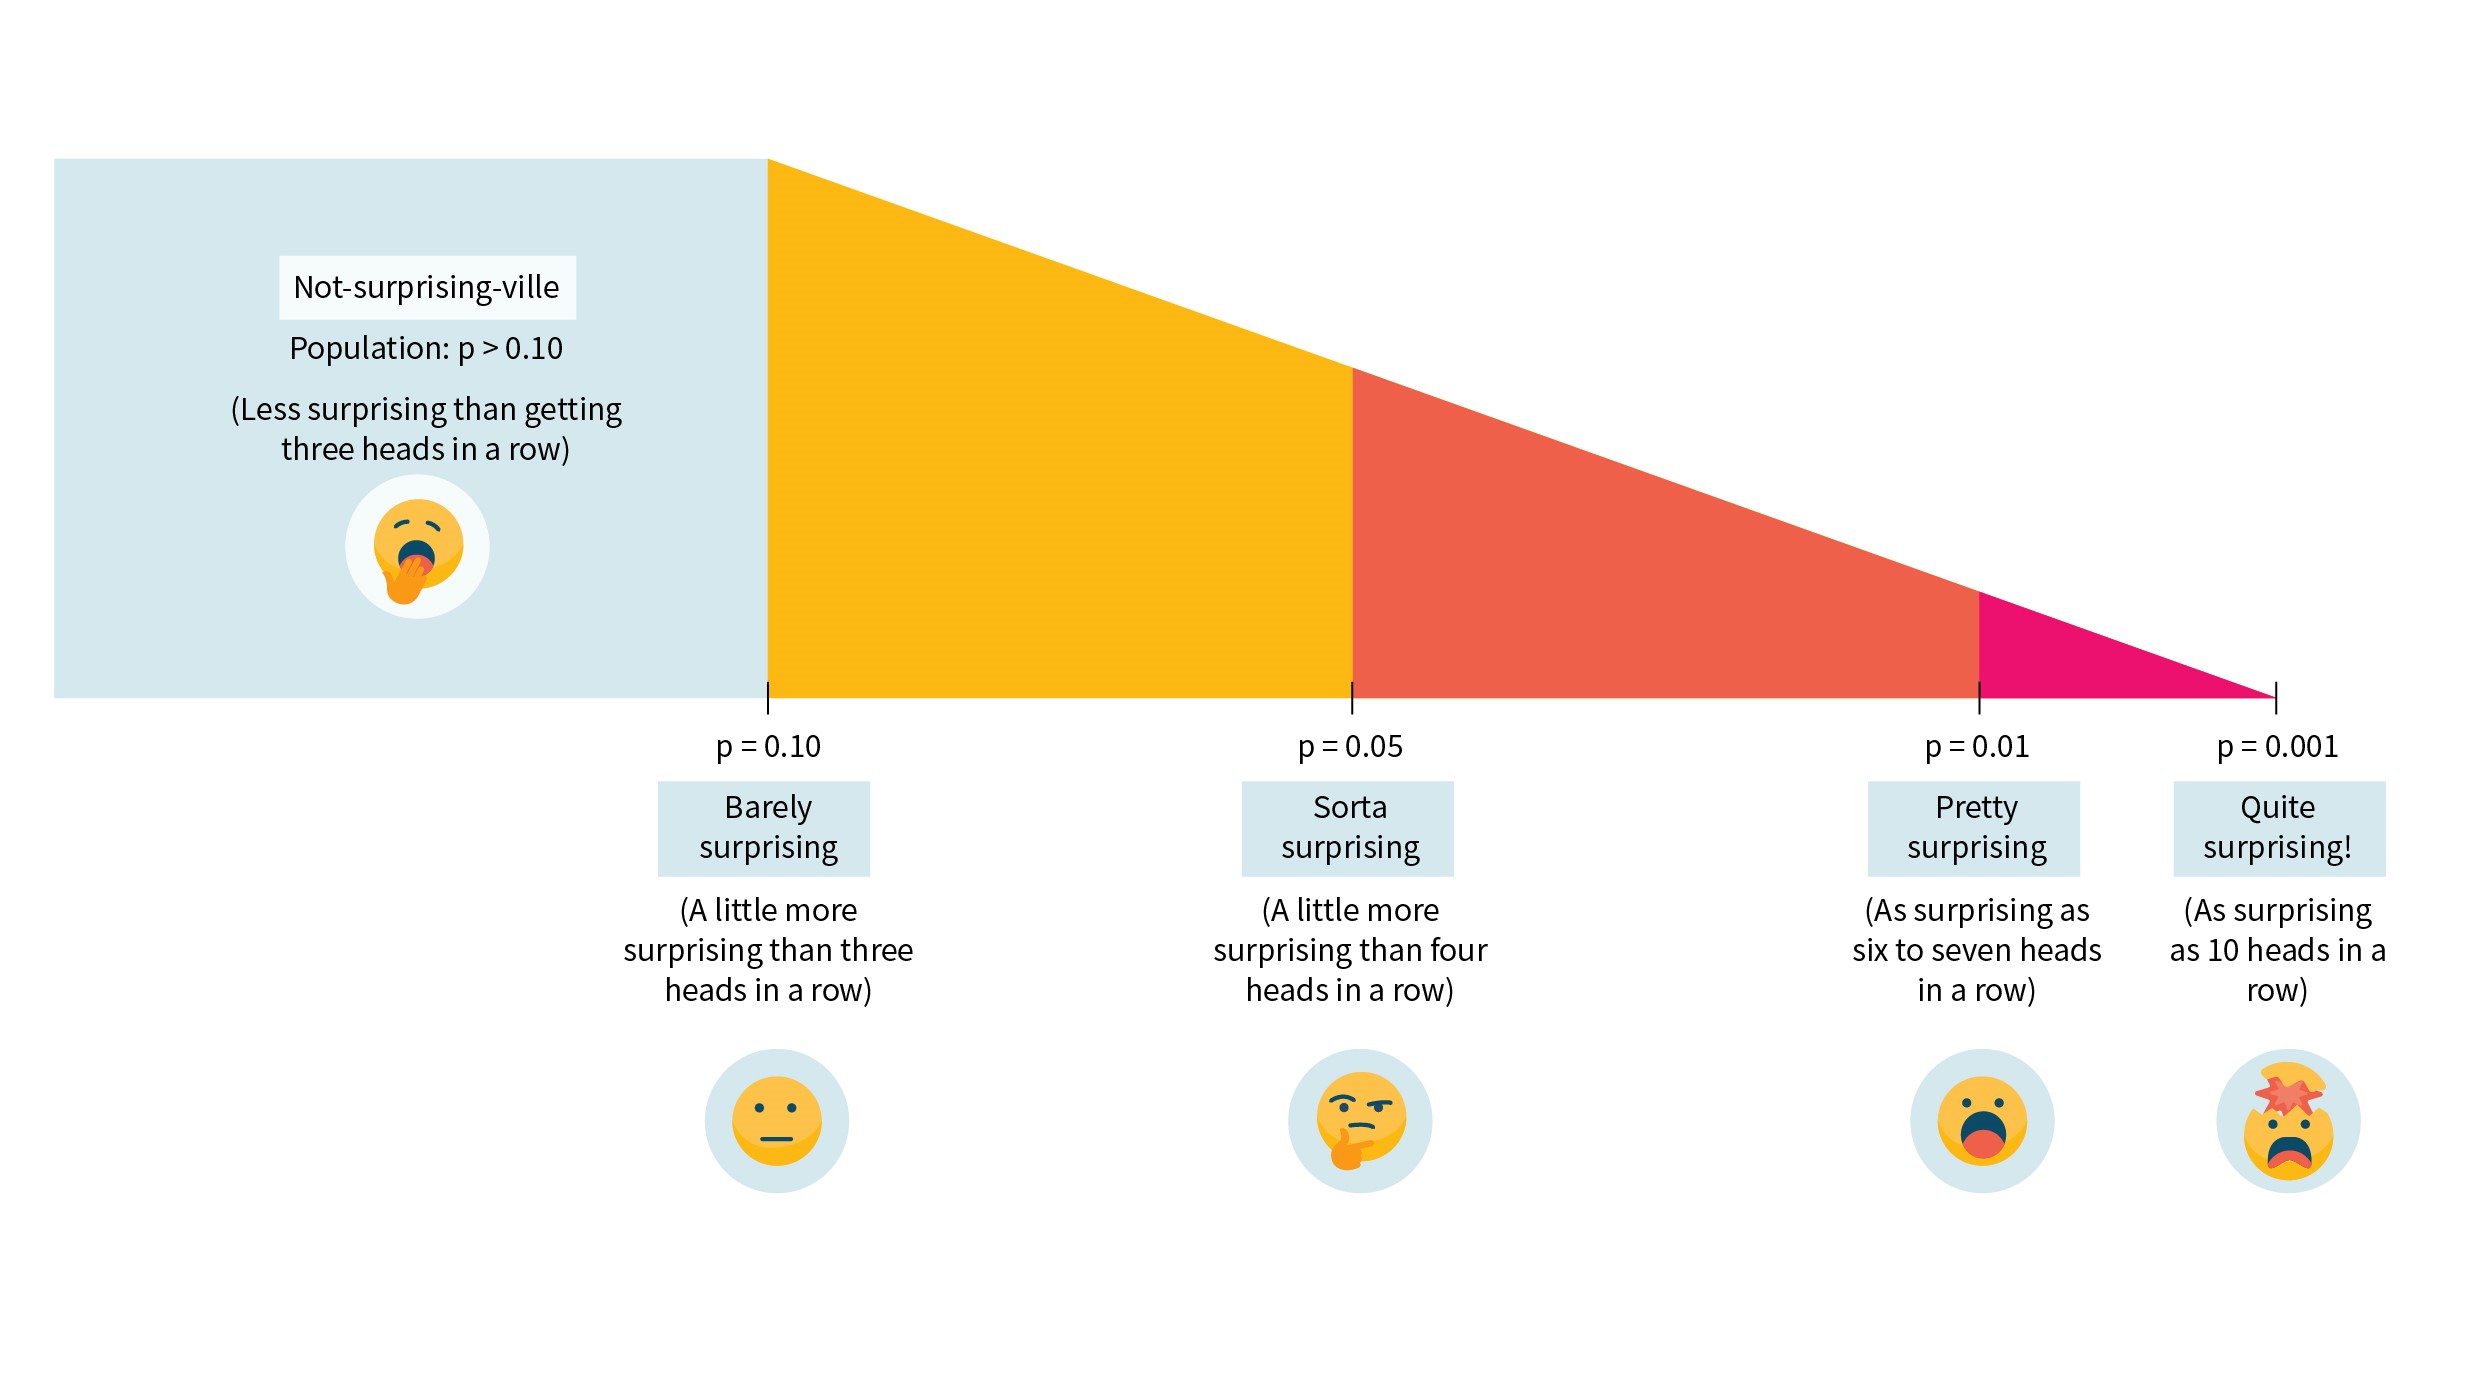 Not-surprising-ville
Population: p > 0.10
(Less surprising than getting
three heads in a row)
p = 0.10
Barely
surprising
(A little more
surprising than three
heads in a row)
p = 0.05
Sorta
surprising
(A little more
surprising than four
heads in a row)
p = 0.01
Pretty
surprising
(As surprising as
six to seven heads
in a row)
p = 0.001
Quite
surprising!
(As surprising
as 10 heads in a
row)